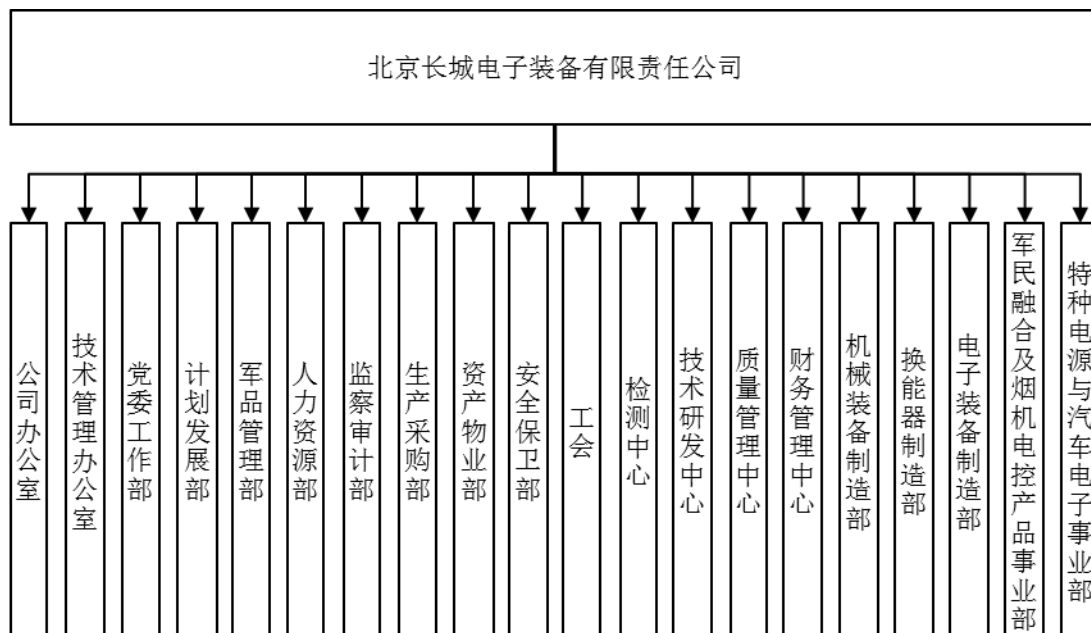 北京长城电子装备有限责任公司
公司办公室
技术管理办公室
党委工作部
计划发展部
军品管理部
人力资源部
监察审计部
生产采购部
资产物业部
安全保卫部
工会
检测中心
技术研发中心
质量管理中心
财务管理中心
机械装备制造部
换能器制造部
电子装备制造部
军民融合及烟机电控产品事业部
特种电源与汽车电子事业部